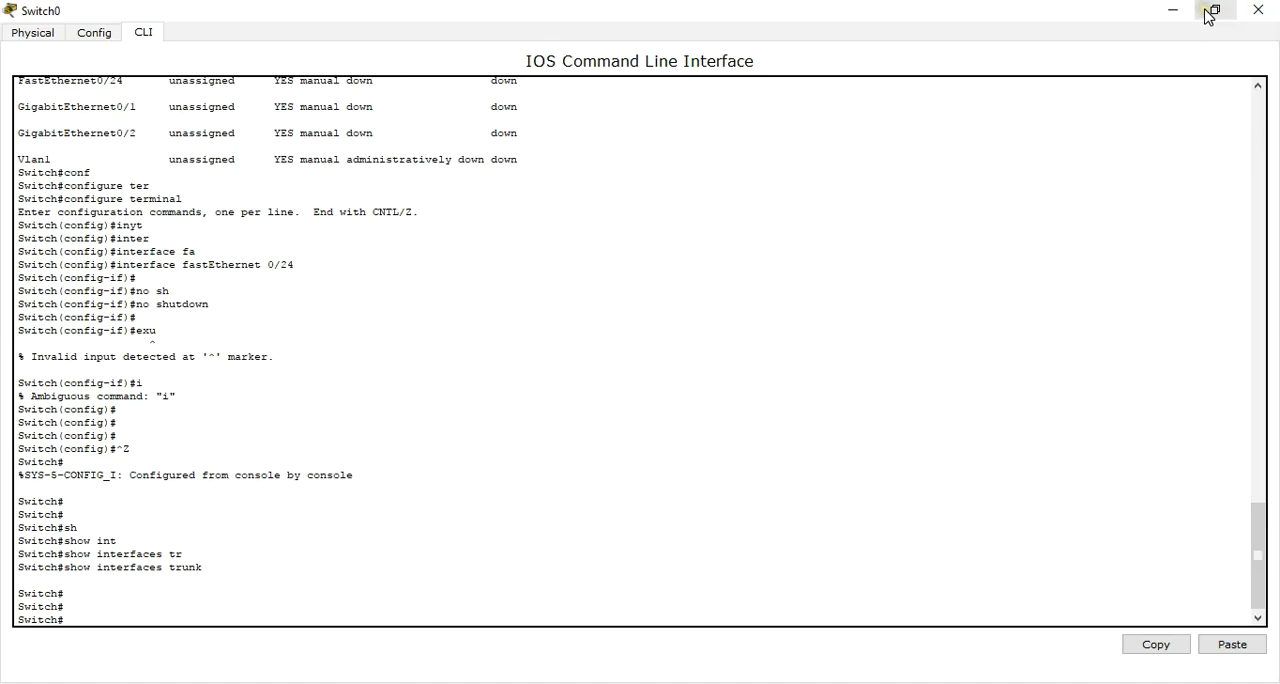 Switch0
Physical Config CLI
IOS Command Line Interface
FastEthernet0/24 unassigned YES manual down down
GigabitEthernet0/1 unassigned YES manual down down
GigabitEthernet0/2 unassigned YES manual down down
Vlan1 unassigned YES manual administratively down down
Switch#conf
Switch#configure ter
Switch#configure terminal
Enter configuration commands, one per line. End with CNTL/Z.
Switch(config)#inyt
Switch(config)#inter
Switch(config)#interface fa
Switch(config)#interface fastEthernet 0/24
Switch(config-if)#
Switch(config-if)#no sh
Switch(config-if)#no shutdown
Switch(config-if)#
Switch(config-if)#exu
^
% Invalid input detected at '^' marker.
Switch(config-if)#i
% Ambiguous command: "i"
Switch(config)#
Switch(config)#
Switch(config)#
Switch(config)#^Z
Switch#
%SYS-5-CONFIG_I: Configured from console by console
Switch#
Switch#
Switch#sh
Switch#show int
Switch#show interfaces tr
Switch#show interfaces trunk
Switch#
Switch#
Switch#
Copy Paste